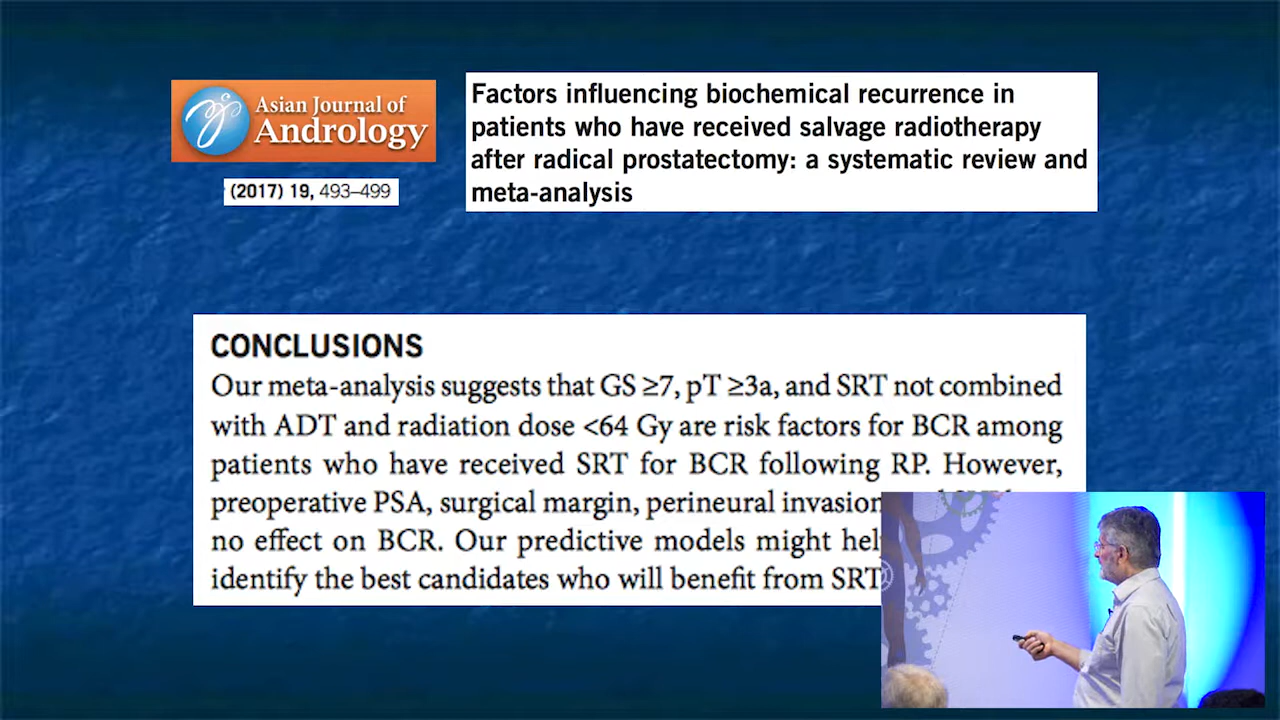 Asian Journal of
Andrology
(2017) 19, 493–499
Factors influencing biochemical recurrence in
patients who have received salvage radiotherapy
after radical prostatectomy: a systematic review and
meta-analysis
CONCLUSIONS
Our meta-analysis suggests that GS ≥7, pT ≥3a, and SRT not combined
with ADT and radiation dose <64 Gy are risk factors for BCR among
patients who have received SRT for BCR following RP. However,
preoperative PSA, surgical margin, perineural invasion
no effect on BCR. Our predictive models might
identify the best candidates who will benefit from SRT